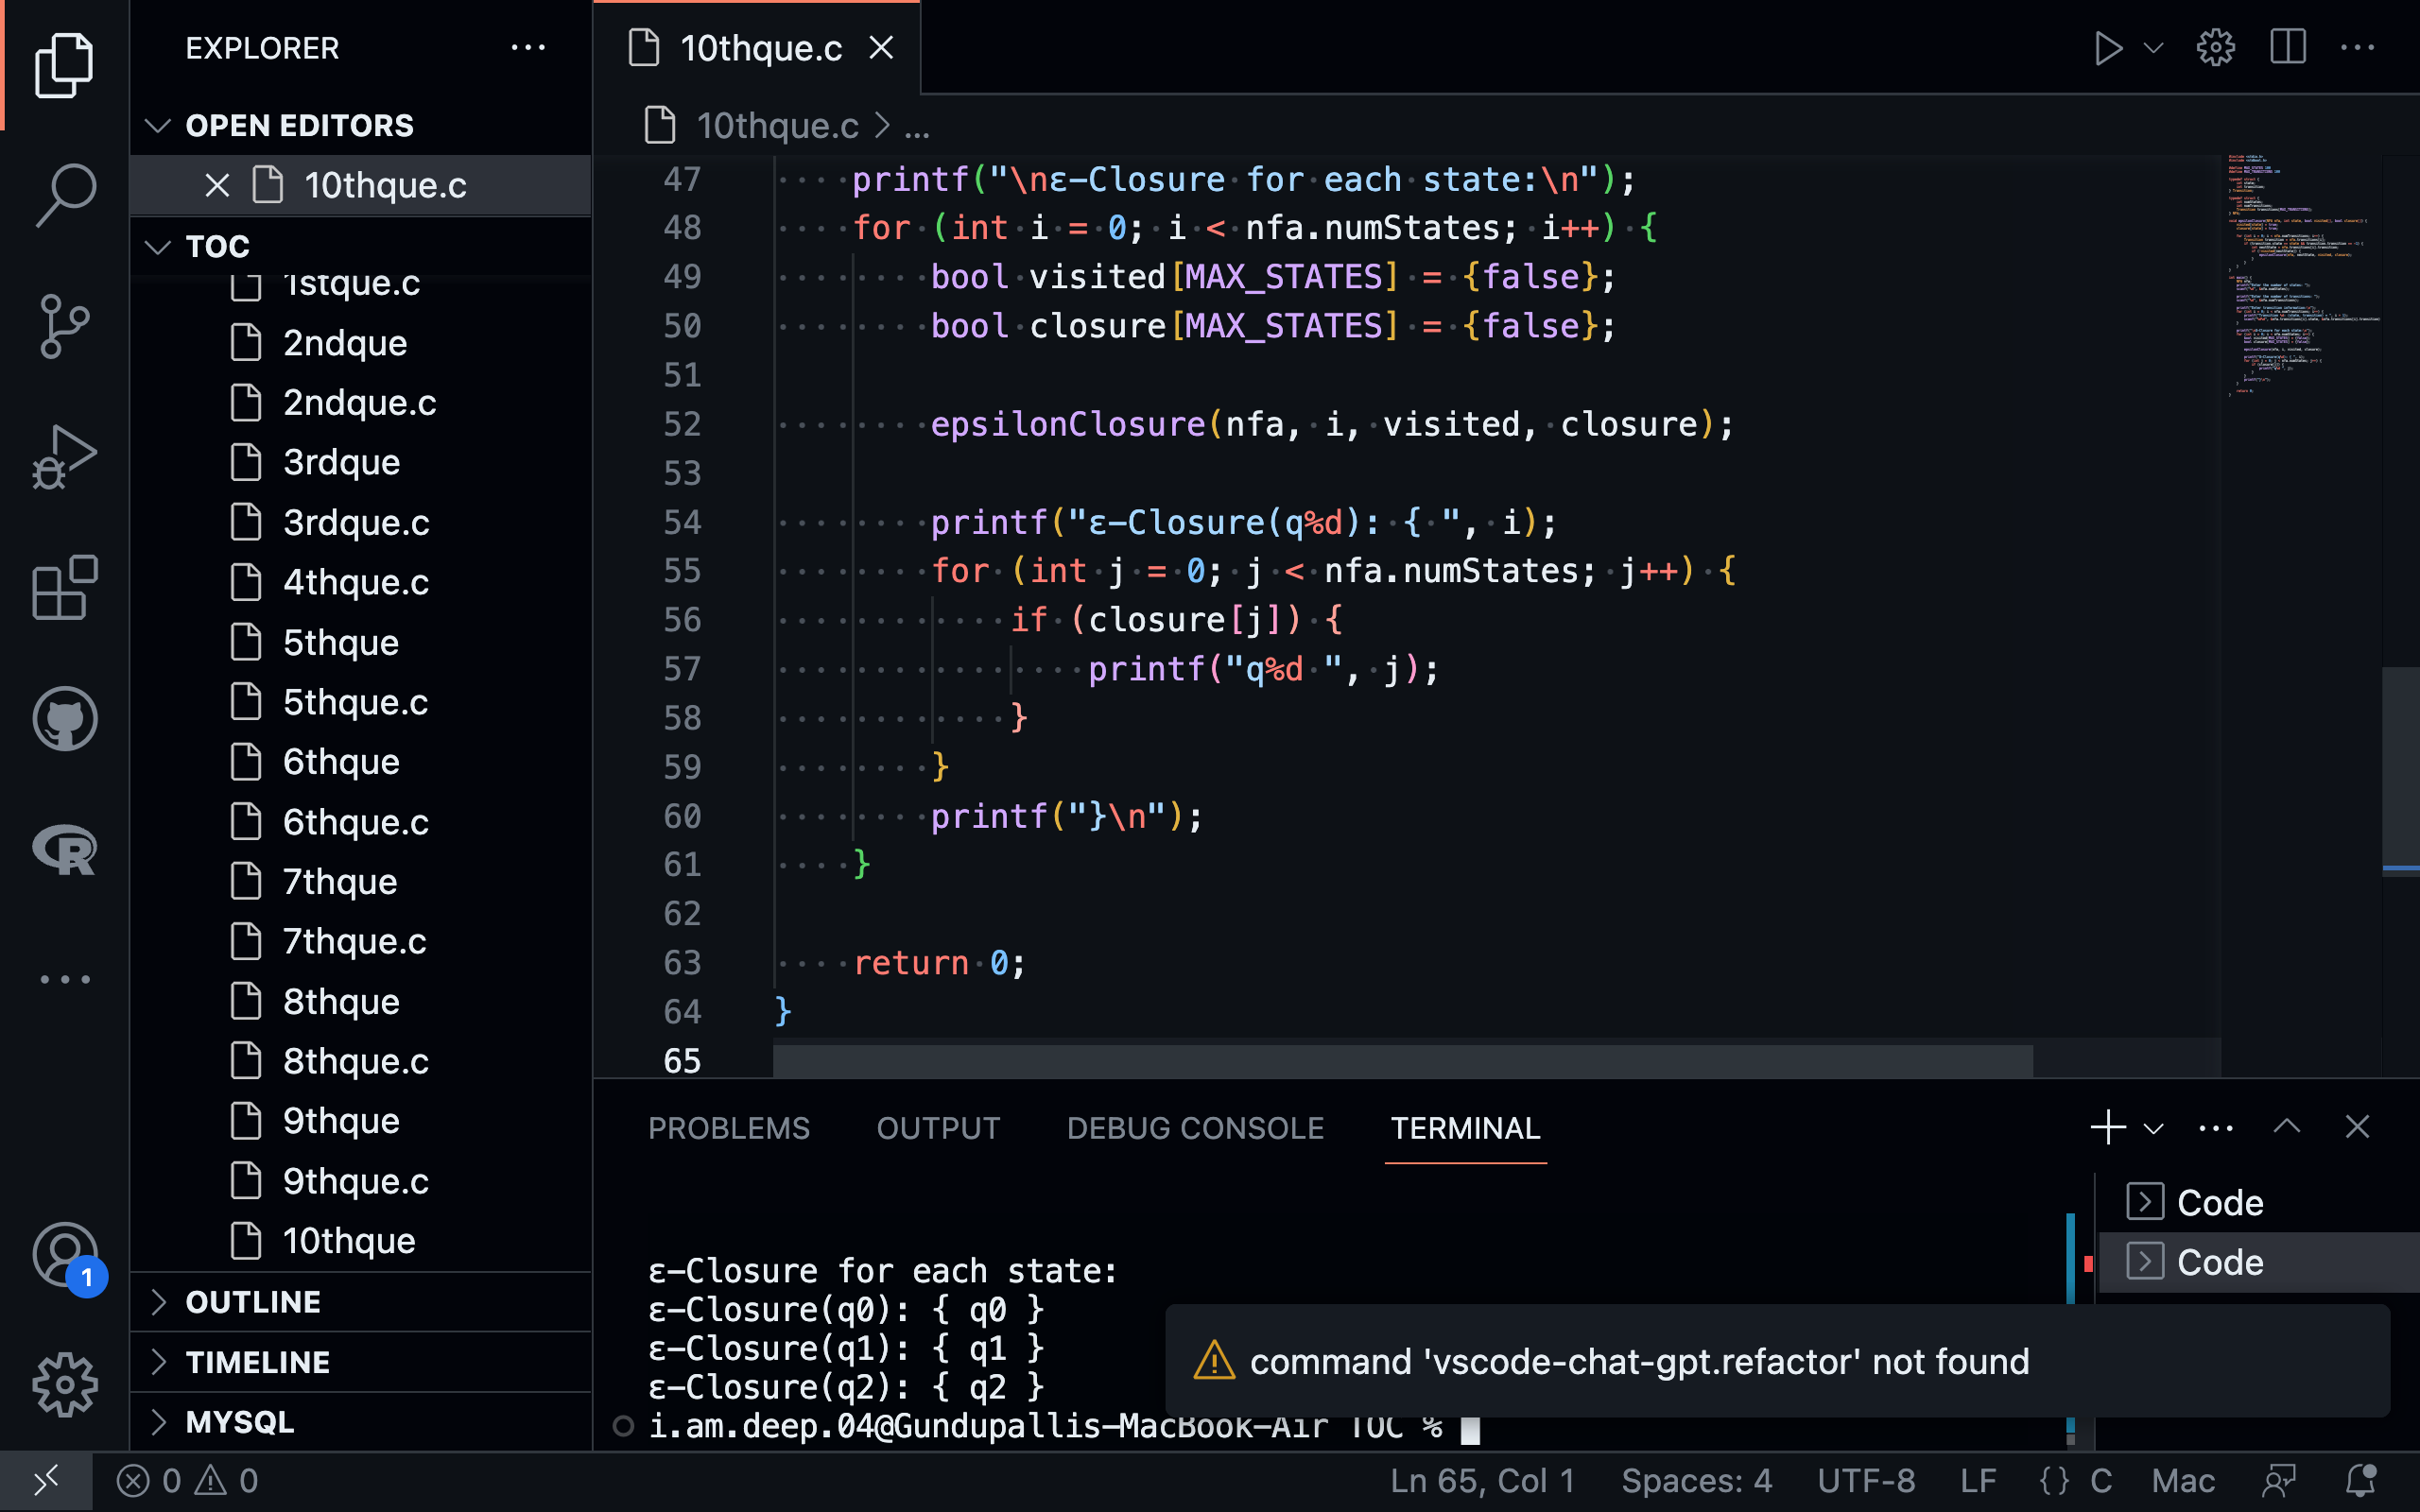 EXPLORER
OPEN EDITORS
10thque.c
TOC
1stque.c
2ndque
2ndque.c
3rdque
3rdque.c
4thque.c
5thque
5thque.c
6thque
6thque.c
7thque
7thque.c
8thque
8thque.c
9thque
9thque.c
10thque
OUTLINE
TIMELINE
MYSQL
1
10thque.c
10thque.c > ...
47 printf("\nε-Closure for each state:\n");
48 for (int i = 0; i < nfa.numStates; i++) {
49 bool visited[MAX_STATES] = {false};
50 bool closure[MAX_STATES] = {false};
51
52 epsilonClosure(nfa, i, visited, closure);
53
54 printf("ε-Closure(q%d): { ", i);
55 for (int j = 0; j < nfa.numStates; j++) {
56 if (closure[j]) {
57 printf("q%d ", j);
58 }
59 }
60 printf("}\n");
61 }
62
63 return 0;
64 }
65
PROBLEMS OUTPUT DEBUG CONSOLE TERMINAL
ε-Closure for each state:
ε-Closure(q0): { q0 }
ε-Closure(q1): { q1 }
ε-Closure(q2): { q2 }
i.am.deep.04@Gundupallis-MacBook-Air TOC %
Code
Code
command 'vscode-chat-gpt.refactor' not found
0 0 Ln 65, Col 1 Spaces: 4 UTF-8 LF {} C Mac